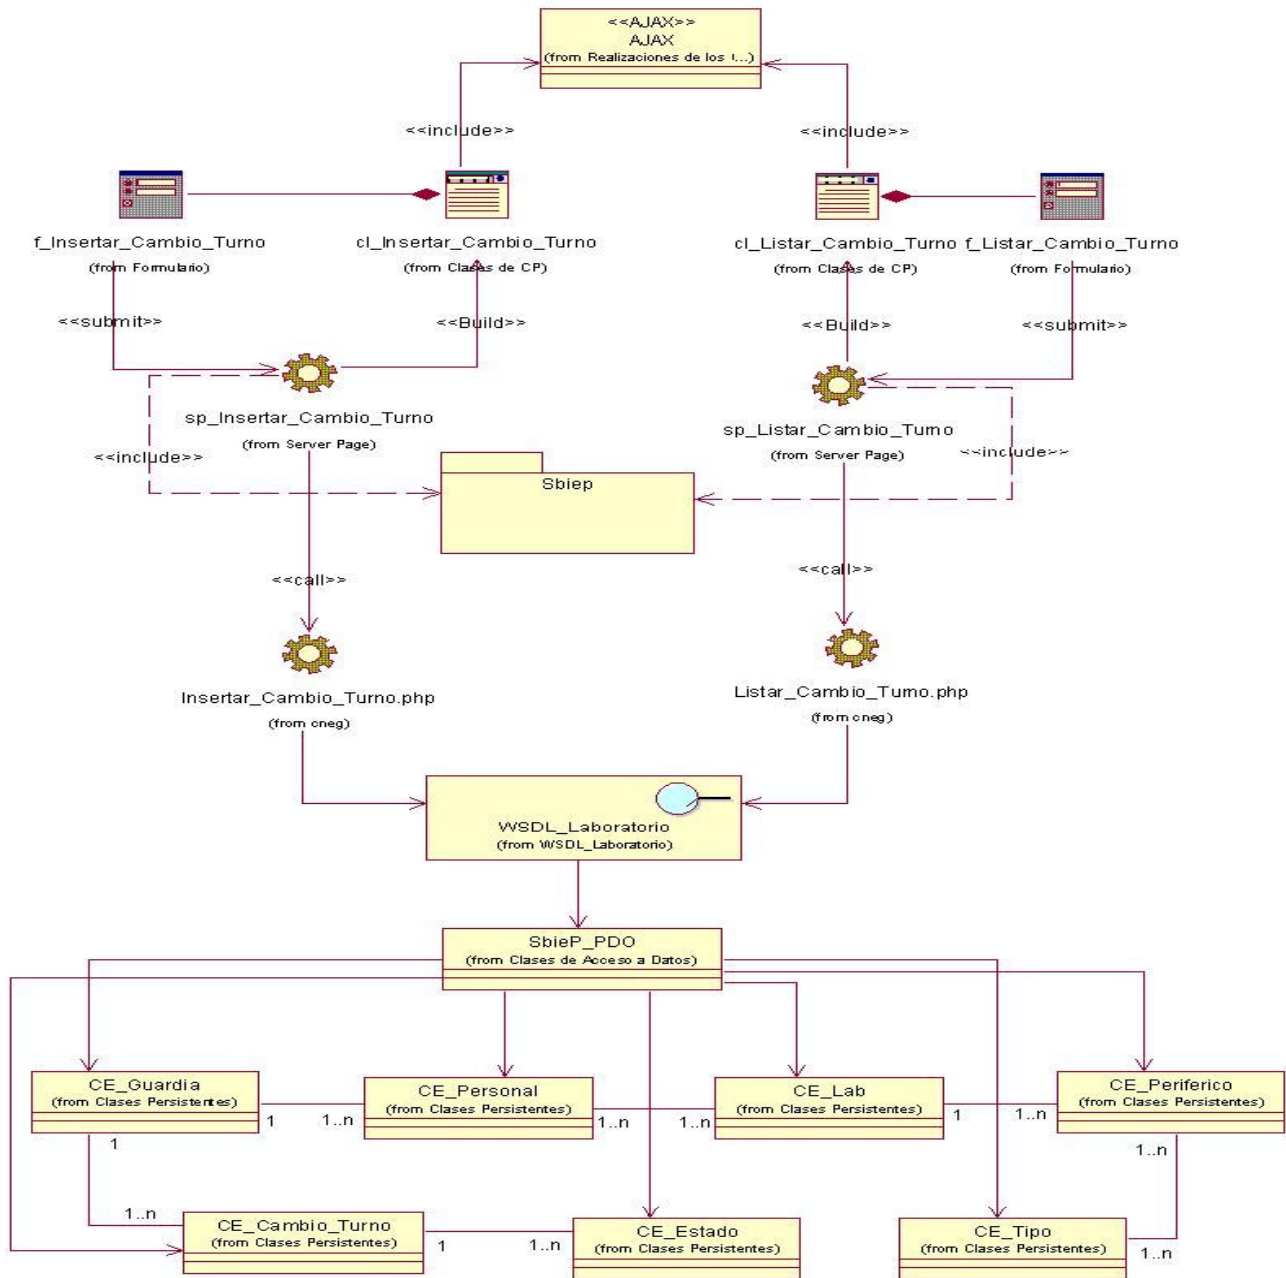 <<AJAX>>
AJAX
(from Realizaciones de los (...)
<<include>>
<<include>>
f_Insertar_Cambio_Turno
(from Formulario)
cl_Insertar_Cambio_Turno
(from Clases de CP)
cl_Listar_Cambio_Turno
(from Clases de CP)
f_Listar_Cambio_Turno
(from Formulario)
<<submit>>
<<Build>>
<<Build>>
<<submit>>
sp_Insertar_Cambio_Turno
(from Server Page)
sp_Listar_Cambio_Turno
(from Server Page)
<<include>>
<<include>>
Sbiep
<<call>>
<<call>>
Insertar_Cambio_Turno.php
(from cneg)
Listar_Cambio_Turno.php
(from cneg)
WSDL_Laboratorio
(from WSDL_Laboratorio)
SbieP_PDO
(from Clases de Acceso a Datos)
CE_Guardia
(from Clases Persistentes)
CE_Personal
(from Clases Persistentes)
CE_Lab
(from Clases Persistentes)
CE_Periferico
(from Clases Persistentes)
1
1..n
1..n
1..n
1
1..n
1
1..n
1..n
CE_Cambio_Turno
(from Clases Persistentes)
1
1..n
CE_Estado
(from Clases Persistentes)
CE_Tipo
(from Clases Persistentes)
1..n